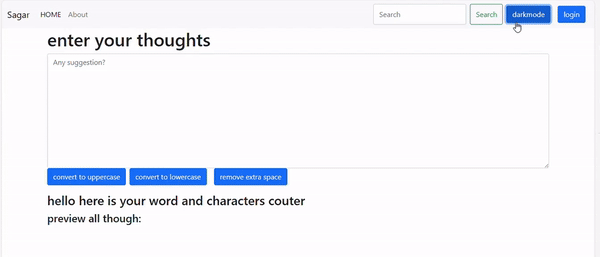 Sagar HOME About Search Search darkmode login
enter your thoughts
Any suggestion?
convert to uppercase convert to lowercase remove extra space
hello here is your word and characters couter
preview all though: